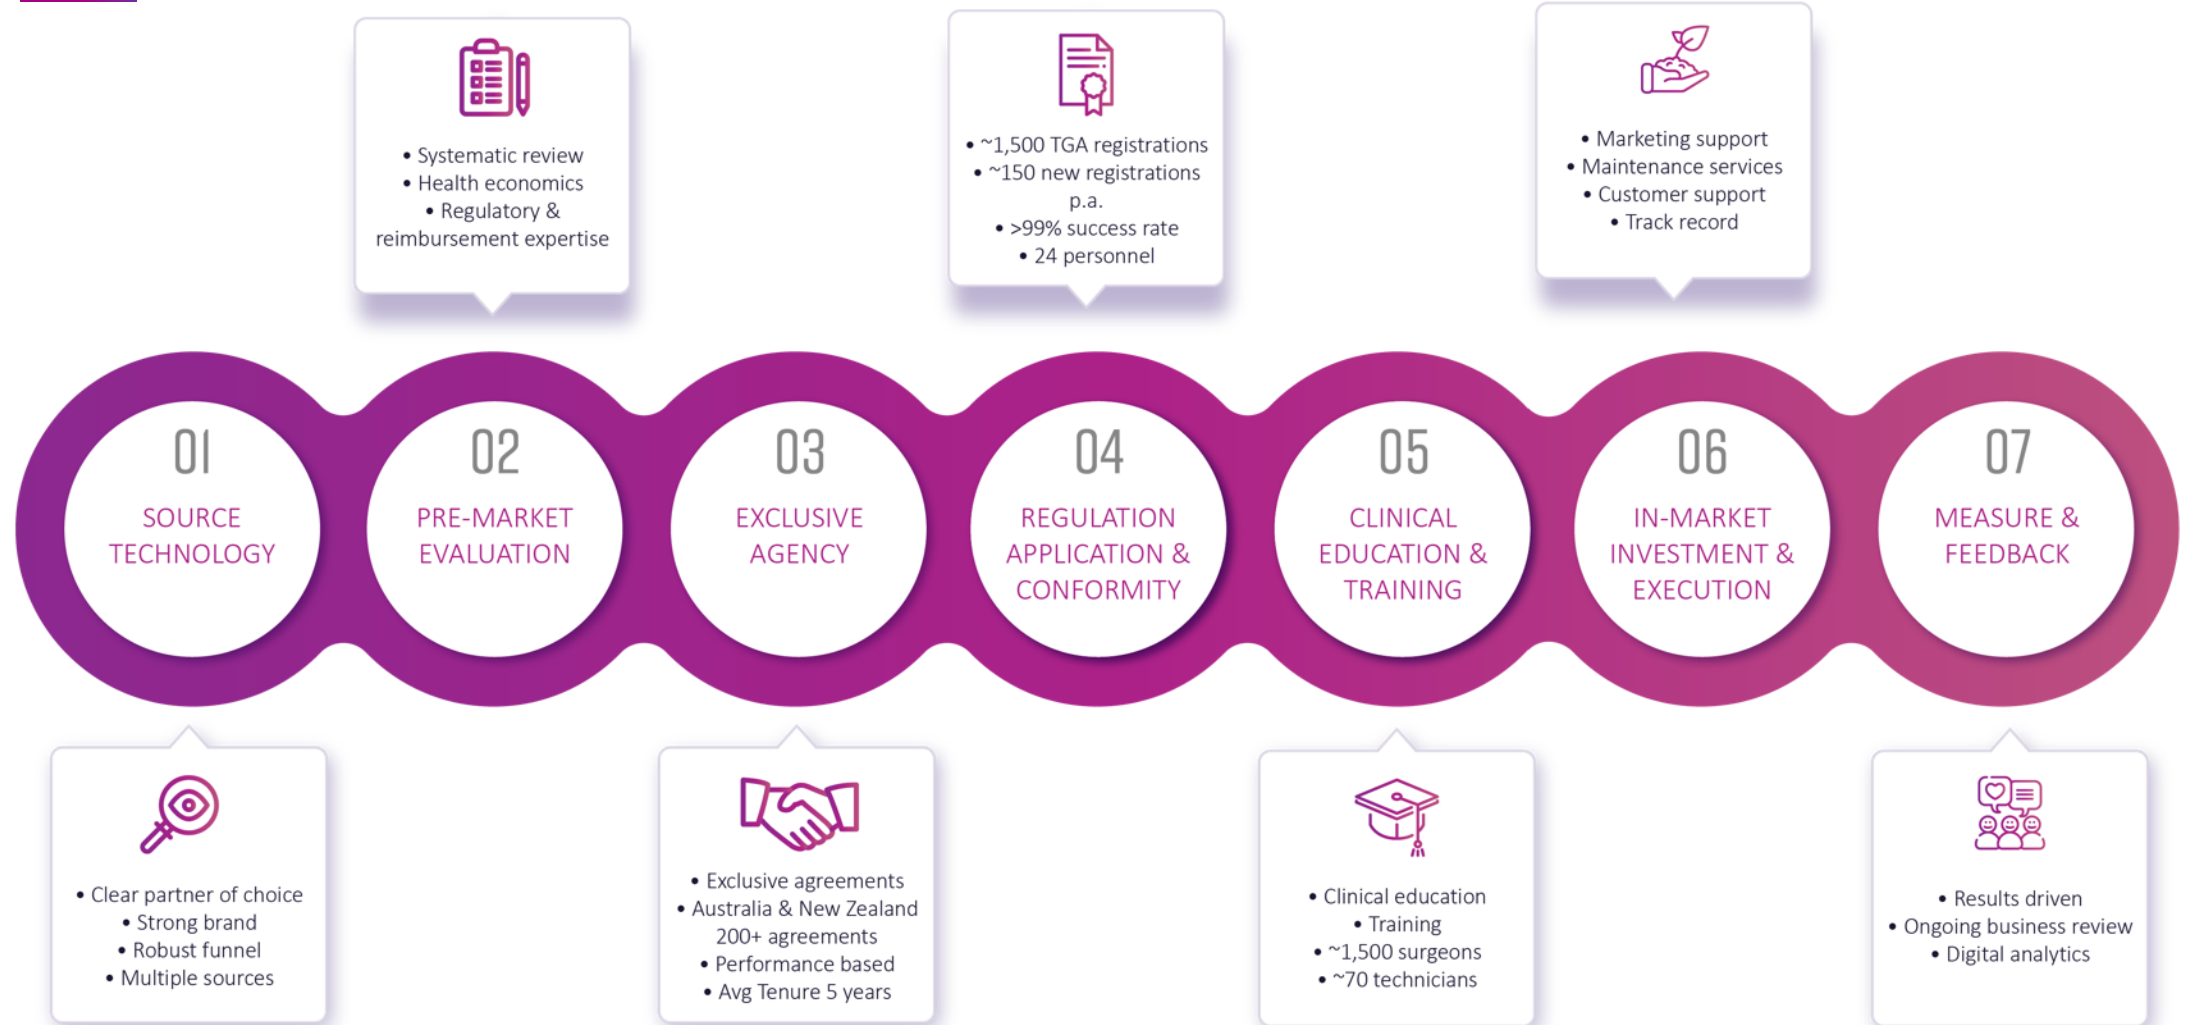 • Systematic review
• Health economics
• Regulatory &
reimbursement expertise
• ~1,500 TGA registrations
• ~150 new registrations
p.a.
• >99% success rate
• 24 personnel
• Marketing support
• Maintenance services
• Customer support
• Track record
01
SOURCE
TECHNOLOGY
02
PRE-MARKET
EVALUATION
03
EXCLUSIVE
AGENCY
04
REGULATION
APPLICATION &
CONFORMITY
05
CLINICAL
EDUCATION &
TRAINING
06
IN-MARKET
INVESTMENT &
EXECUTION
07
MEASURE &
FEEDBACK
• Clear partner of choice
• Strong brand
• Robust funnel
• Multiple sources
• Exclusive agreements
• Australia & New Zealand
200+ agreements
• Performance based
• Avg Tenure 5 years
• Clinical education
• Training
• ~1,500 surgeons
• ~70 technicians
• Results driven
• Ongoing business review
• Digital analytics